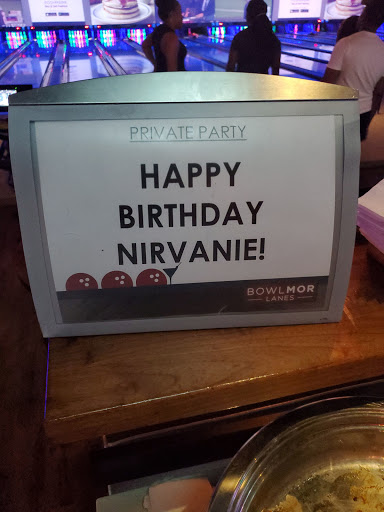 PRIVATE PARTY
HAPPY
BIRTHDAY
NIRVANIE!
BOWLMOR
LANES